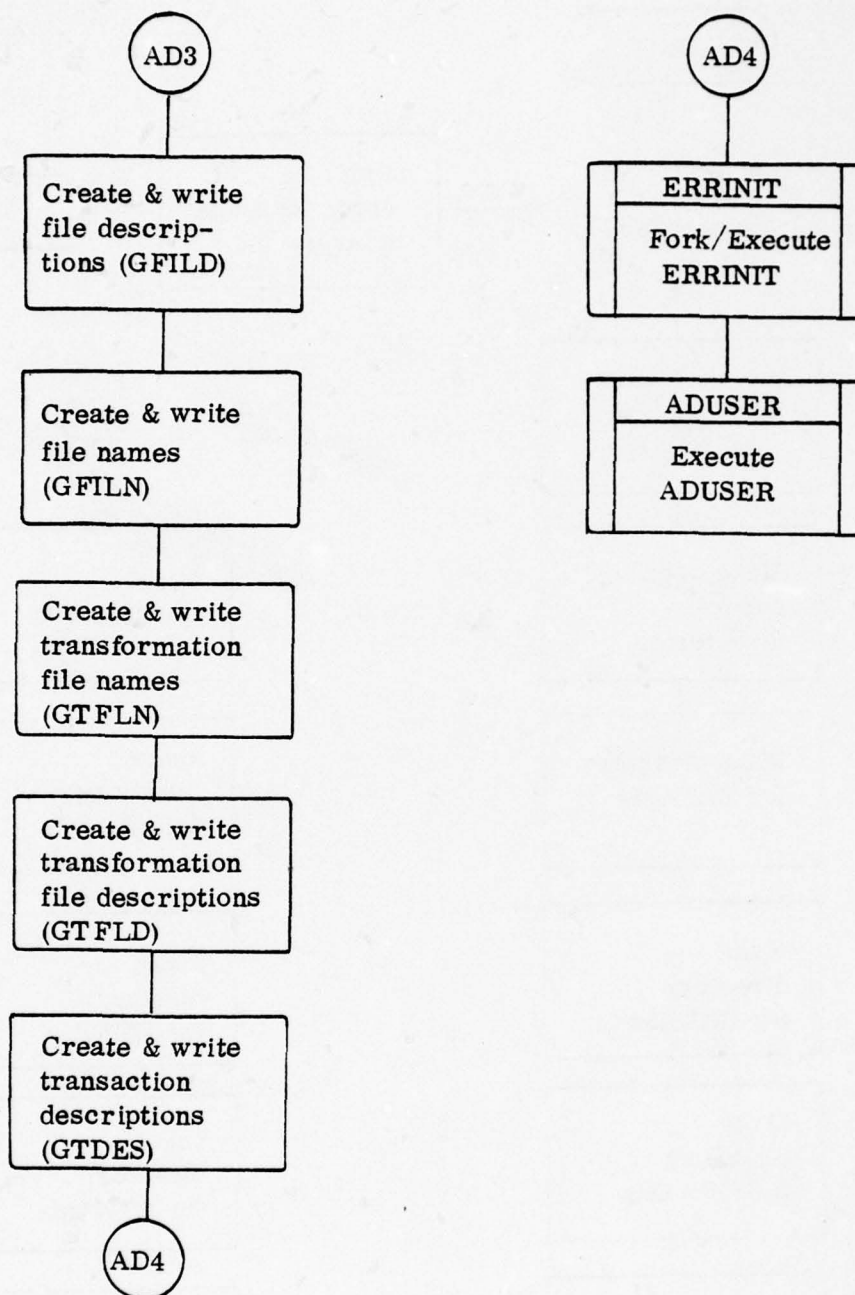 AD3
Create & write
file descrip-
tions (GFILD)
Create & write
file names
(GFILN)
Create & write
transformation
file names
(GTFLN)
Create & write
transformation
file descriptions
(GTFLD)
Create & write
transaction
descriptions
(GTDES)
AD4
AD4
ERRINIT
Fork/Execute
ERRINIT
ADUSER
Execute
ADUSER